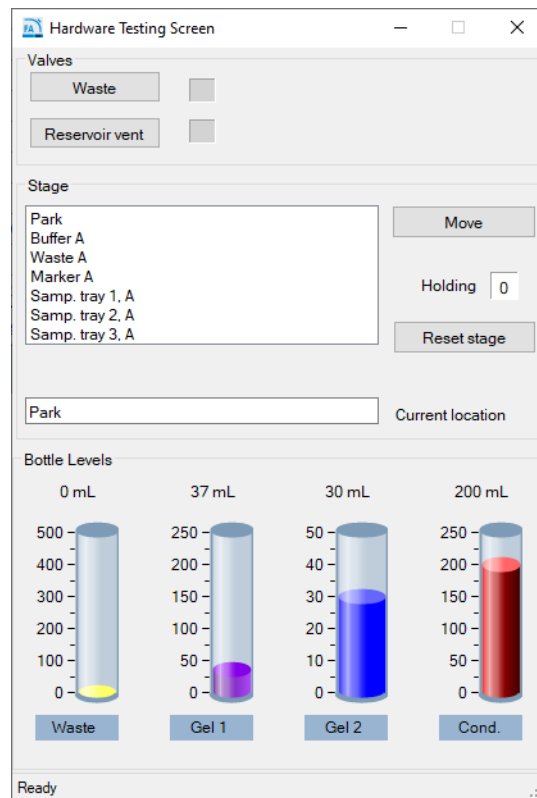 FA Hardware Testing Screen
Valves
Waste
Reservoir vent
Stage
Park
Buffer A
Waste A
Marker A
Samp. tray 1, A
Samp. tray 2, A
Samp. tray 3, A
Move
Holding 0
Reset stage
Park Current location
Bottle Levels
0 mL 37 mL 30 mL 200 mL
500 250 50 250
400 200 40 200
300 150 30 150
200 100 20 100
100 50 10 50
0 0 0 0
Waste Gel 1 Gel 2 Cond.
Ready